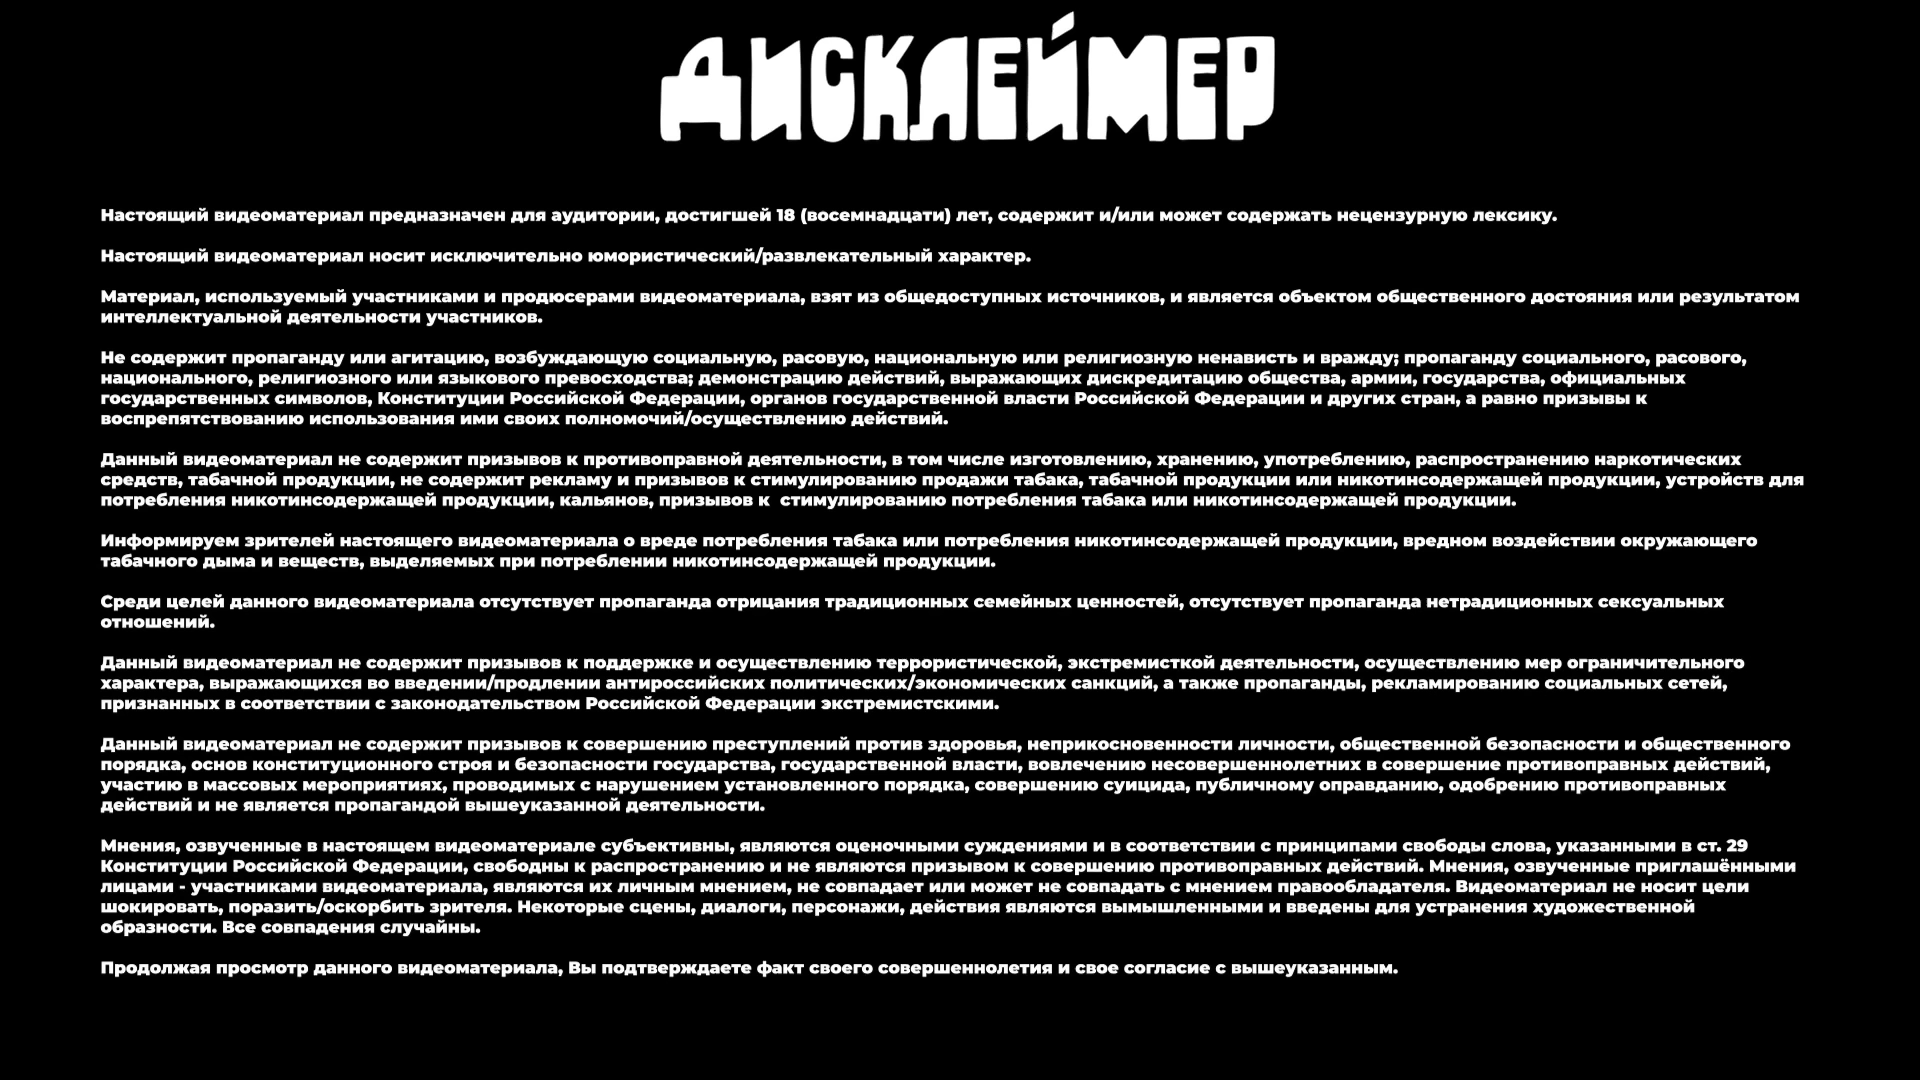 ДИСКЛЕЙМЕР
Настоящий видеоматериал предназначен для аудитории, достигшей 18 (восемнадцати) лет, содержит и/или может содержать нецензурную лексику.
Настоящий видеоматериал носит исключительно юмористический/развлекательный характер.
Материал, используемый участниками и продюсерами видеоматериала, взят из общедоступных источников, и является объектом общественного достояния или результатом
интеллектуальной деятельности участников.
Не содержит пропаганду или агитацию, возбуждающую социальную, расовую, национальную или религиозную ненависть и вражду; пропаганду социального, расового,
национального, религиозного или языкового превосходства; демонстрацию действий, выражающих дискредитацию общества, армии, государства, официальных
государственных символов, Конституции Российской Федерации, органов государственной власти Российской Федерации и других стран, а равно призывы к
воспрепятствованию использования ими своих полномочий/осуществлению действий.
Данный видеоматериал не содержит призывов к противоправной деятельности, в том числе изготовлению, хранению, употреблению, распространению наркотических
средств, табачной продукции, не содержит рекламу и призывов к стимулированию продажи табака, табачной продукции или никотинсодержащей продукции, устройств для
потребления никотинсодержащей продукции, кальянов, призывов к  стимулированию потребления табака или никотинсодержащей продукции.
Информируем зрителей настоящего видеоматериала о вреде потребления табака или потребления никотинсодержащей продукции, вредном воздействии окружающего
табачного дыма и веществ, выделяемых при потреблении никотинсодержащей продукции.
Среди целей данного видеоматериала отсутствует пропаганда отрицания традиционных семейных ценностей, отсутствует пропаганда нетрадиционных сексуальных
отношений.
Данный видеоматериал не содержит призывов к поддержке и осуществлению террористической, экстремисткой деятельности, осуществлению мер ограничительного
характера, выражающихся во введении/продлении антироссийских политических/экономических санкций, а также пропаганды, рекламированию социальных сетей,
признанных в соответствии с законодательством Российской Федерации экстремистскими.
Данный видеоматериал не содержит призывов к совершению преступлений против здоровья, неприкосновенности личности, общественной безопасности и общественного
порядка, основ конституционного строя и безопасности государства, государственной власти, вовлечению несовершеннолетних в совершение противоправных действий,
участию в массовых мероприятиях, проводимых с нарушением установленного порядка, совершению суицида, публичному оправданию, одобрению противоправных
действий и не является пропагандой вышеуказанной деятельности.
Мнения, озвученные в настоящем видеоматериале субъективны, являются оценочными суждениями и в соответствии с принципами свободы слова, указанными в ст. 29
Конституции Российской Федерации, свободны к распространению и не являются призывом к совершению противоправных действий. Мнения, озвученные приглашёнными
лицами - участниками видеоматериала, являются их личным мнением, не совпадает или может не совпадать с мнением правообладателя. Видеоматериал не носит цели
шокировать, поразить/оскорбить зрителя. Некоторые сцены, диалоги, персонажи, действия являются вымышленными и введены для устранения художественной
образности. Все совпадения случайны.
Продолжая просмотр данного видеоматериала, Вы подтверждаете факт своего совершеннолетия и свое согласие с вышеуказанным.